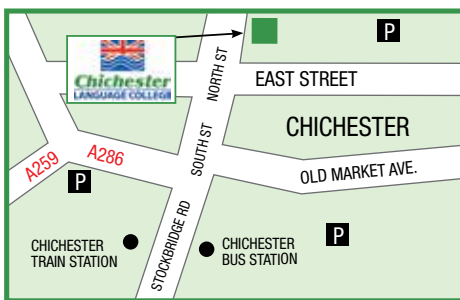 P
Chichester
LANGUAGE COLLEGE
NORTH ST
EAST STREET
CHICHESTER
SOUTH ST
A259
A286
P
OLD MARKET AVE.
STOCKBRIDGE RD
CHICHESTER
TRAIN STATION
CHICHESTER
BUS STATION
P